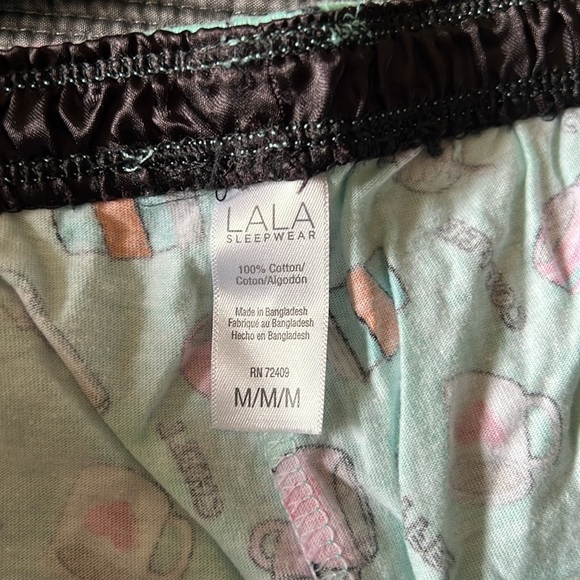 LALA
SLEEPWEAR
100% Cotton/
Coton/Algodón
Made in Bangladesh
Fabriqué au Bangladesh
Hecho en Bangladesh
RN 72409
M/M/M